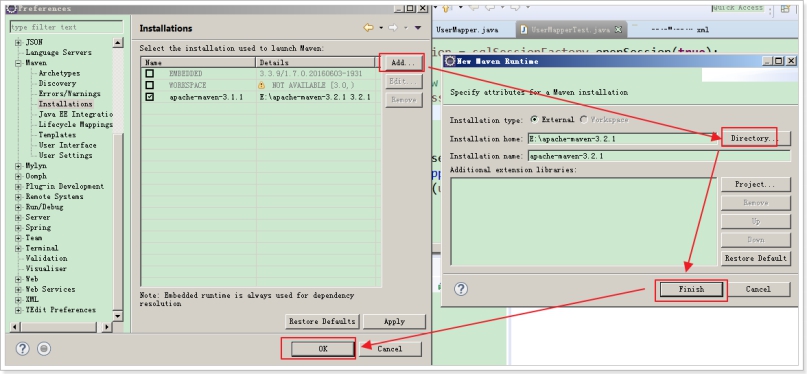 Preferences
type filter text
JSON
Language Servers
Maven
Archetypes
Discovery
Errors/Warnings
Installations
Java EE Integratio
Lifecycle Mappings
Templates
User Interface
User Settings
Mylyn
Oomph
Plug-in Development
Remote Systems
Run/Debug
Server
Spring
Team
Terminal
Validation
Visualiser
Web
Web Services
XML
YEdit Preferences
Installations
Select the installation used to launch Maven:
Name Details
EMBEDDED 3.3.9/1.7.0.20160603-1931
WORKSPACE NOT AVAILABLE [3.0,)
apache-maven-3.1.1 E:\apache-maven-3.2.1 3.2.1
Add...
Edit...
Remove
Note: Embedded runtime is always used for dependency
resolution
Restore Defaults Apply
OK Cancel
Quick Access
UserMapper.java UserMapperTest.java xml
ion = sqlSessionFactory.openSession(true);
New Maven Runtime
Specify attributes for a Maven installation
Installation type: External Workspace
Installation home: E:\apache-maven-3.2.1 Directory...
Installation name: apache-maven-3.2.1
Additional extension libraries:
Project...
Remove
Up
Down
Restore Default
Finish Cancel